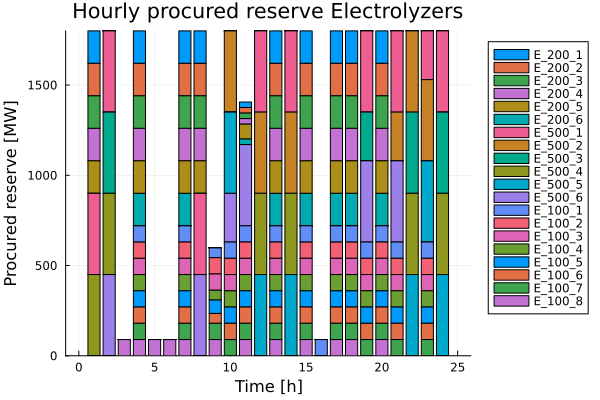 Hourly procured reserve Electrolyzers
Procured reserve [MW]
1500
1000
500
0
0 5 10 15 20 25
Time [h]
E_200_1
E_200_2
E_200_3
E_200_4
E_200_5
E_200_6
E_500_1
E_500_2
E_500_3
E_500_4
E_500_5
E_500_6
E_100_1
E_100_2
E_100_3
E_100_4
E_100_5
E_100_6
E_100_7
E_100_8